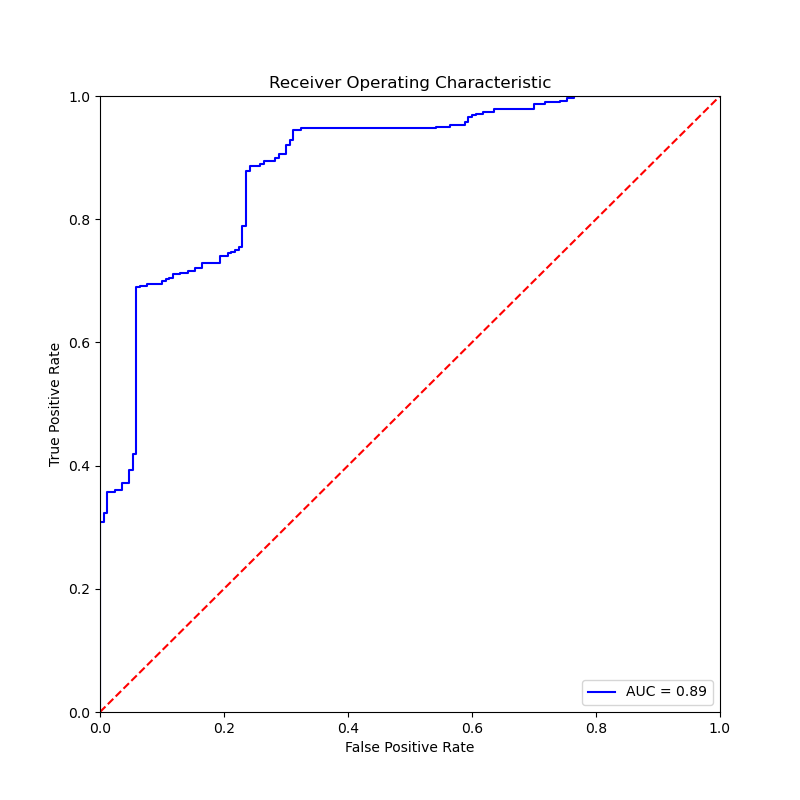 Receiver Operating Characteristic
True Positive Rate
1.0
0.8
0.6
0.4
0.2
0.0
AUC = 0.89
0.0 0.2 0.4 0.6 0.8 1.0
False Positive Rate